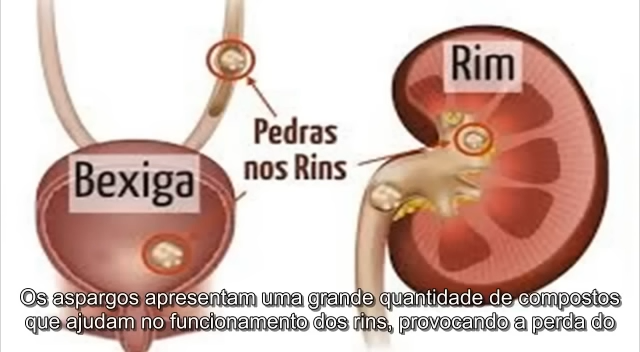 Rim
Pedras
nos Rins
Bexiga
Os aspargos apresentam uma grande quantidade de compostos
que ajudam no funcionamento dos rins, provocando a perda do